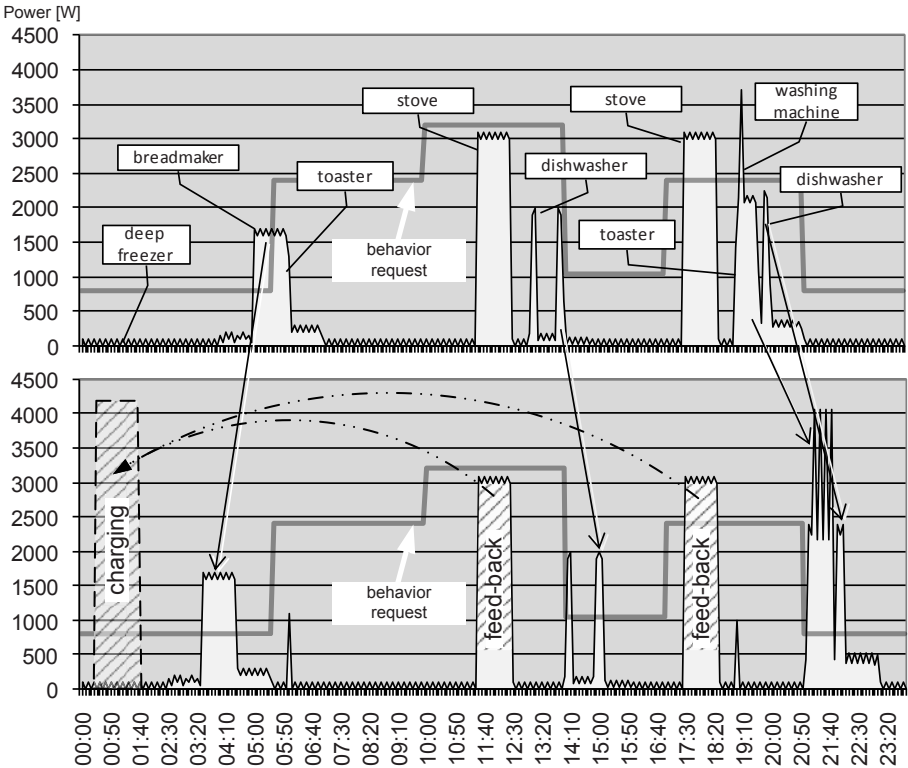 Power [W]
4500
4000
3500
3000
2500
2000
1500
1000
500
0
breadmaker
deep
freezer
toaster
behavior
request
stove
dishwasher
stove
washing
machine
dishwasher
toaster
4500
4000
3500
3000
2500
2000
1500
1000
500
0
charging
behavior
request
feed-back
feed-back
00:00
00:50
01:40
02:30
03:20
04:10
05:00
05:50
06:40
07:30
08:20
09:10
10:00
10:50
11:40
12:30
13:20
14:10
15:00
15:50
16:40
17:30
18:20
19:10
20:00
20:50
21:40
22:30
23:20